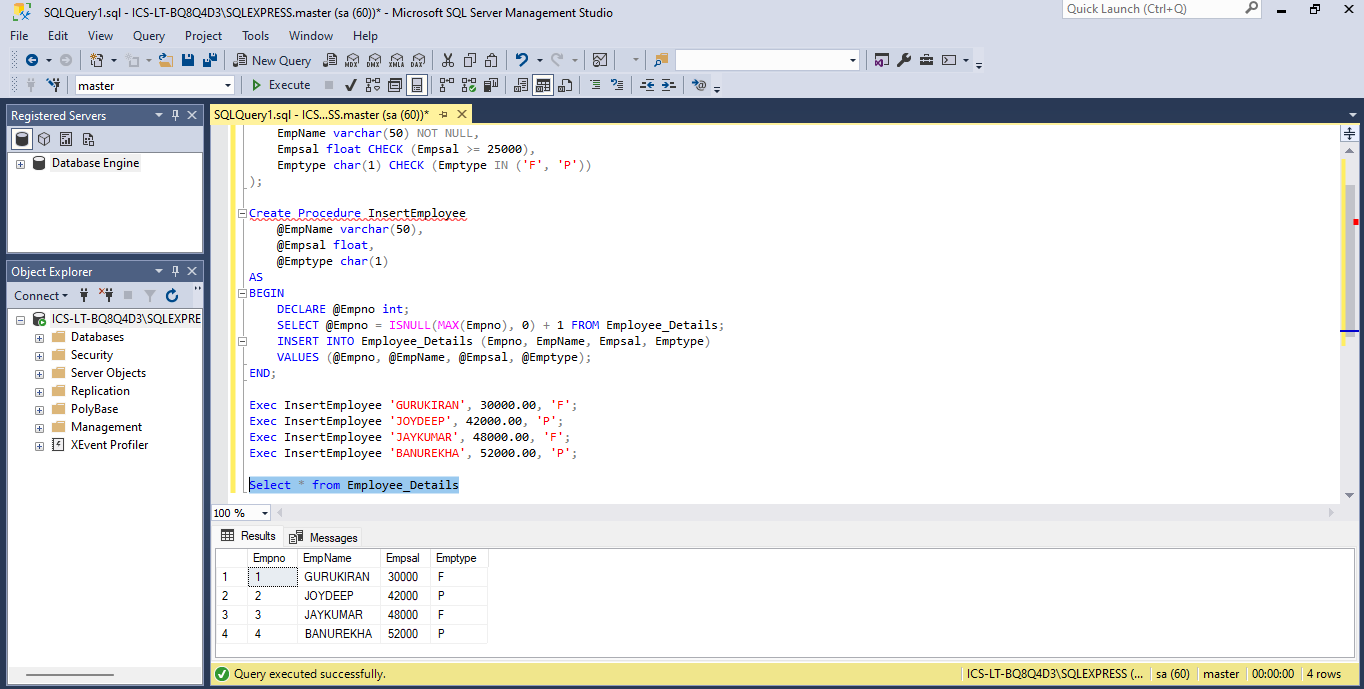 SQLQuery1.sql - ICS-LT-BQ8Q4D3\SQLEXPRESS.master (sa (60))* - Microsoft SQL Server Management Studio
Quick Launch (Ctrl+Q)
File Edit View Query Project Tools Window Help
New Query MDX DMX XMLA DAX
master Execute
Registered Servers
Database Engine
Object Explorer
Connect
ICS-LT-BQ8Q4D3\SQLEXPRE
Databases
Security
Server Objects
Replication
PolyBase
Management
XEvent Profiler
SQLQuery1.sql - ICS...SS.master (sa (60))*
EmpName varchar(50) NOT NULL,
Empsal float CHECK (Empsal >= 25000),
Emptype char(1) CHECK (Emptype IN ('F', 'P'))
);
Create Procedure InsertEmployee
@EmpName varchar(50),
@Empsal float,
@Emptype char(1)
AS
BEGIN
DECLARE @Empno int;
SELECT @Empno = ISNULL(MAX(Empno), 0) + 1 FROM Employee_Details;
INSERT INTO Employee_Details (Empno, EmpName, Empsal, Emptype)
VALUES (@Empno, @EmpName, @Empsal, @Emptype);
END;
Exec InsertEmployee 'GURUKIRAN', 30000.00, 'F';
Exec InsertEmployee 'JOYDEEP', 42000.00, 'P';
Exec InsertEmployee 'JAYKUMAR', 48000.00, 'F';
Exec InsertEmployee 'BANUREKHA', 52000.00, 'P';
Select * from Employee_Details
100 %
Results Messages
Empno EmpName Empsal Emptype
1 1 GURUKIRAN 30000 F
2 2 JOYDEEP 42000 P
3 3 JAYKUMAR 48000 F
4 4 BANUREKHA 52000 P
Query executed successfully. ICS-LT-BQ8Q4D3\SQLEXPRESS (... sa (60) master 00:00:00 4 rows